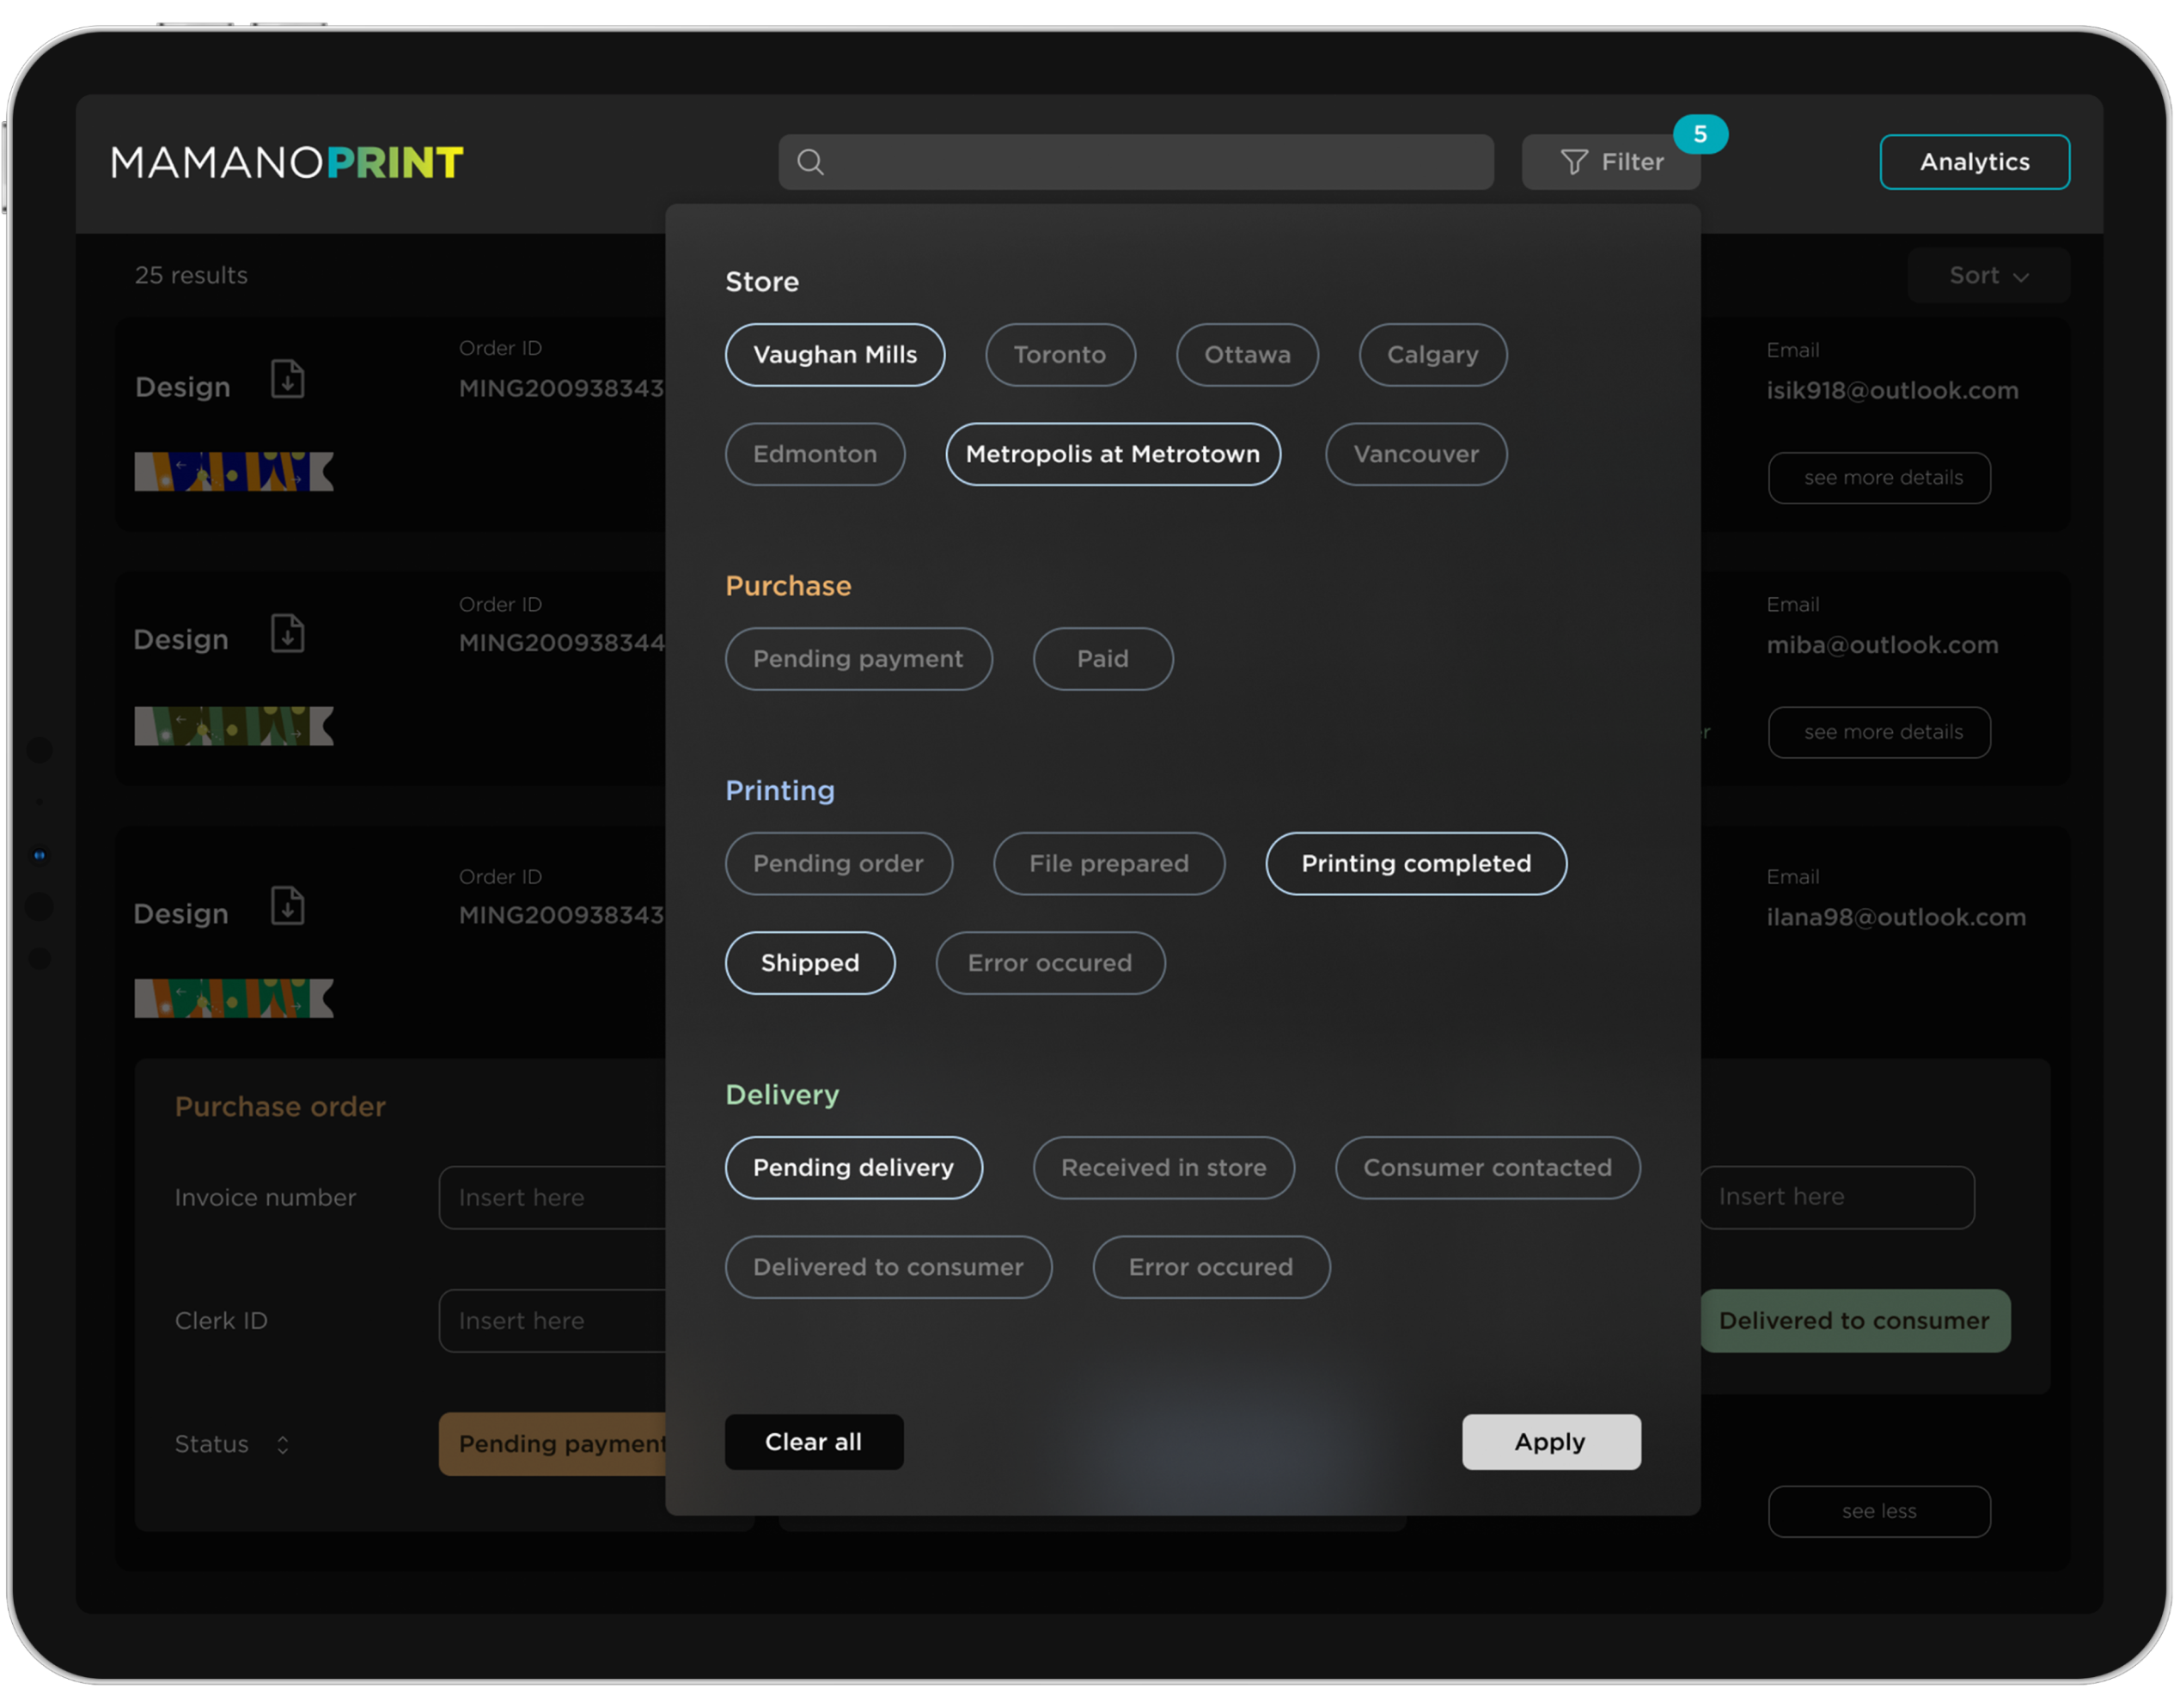 MAMANOPRINT
Filter
5
Analytics
25 results
Sort
Store
Vaughan Mills
Toronto
Ottawa
Calgary
Edmonton
Metropolis at Metrotown
Vancouver
Purchase
Pending payment
Paid
Printing
Pending order
File prepared
Printing completed
Shipped
Error occured
Delivery
Pending delivery
Received in store
Consumer contacted
Delivered to consumer
Error occured
Clear all
Apply
Design
Order ID
MING200938343
Email
isik918@outlook.com
see more details
Design
Order ID
MING200938344
Email
miba@outlook.com
see more details
Design
Order ID
MING200938343
Email
ilana98@outlook.com
Purchase order
Invoice number
Insert here
Insert here
Clerk ID
Insert here
Delivered to consumer
Status
Pending payment
see less